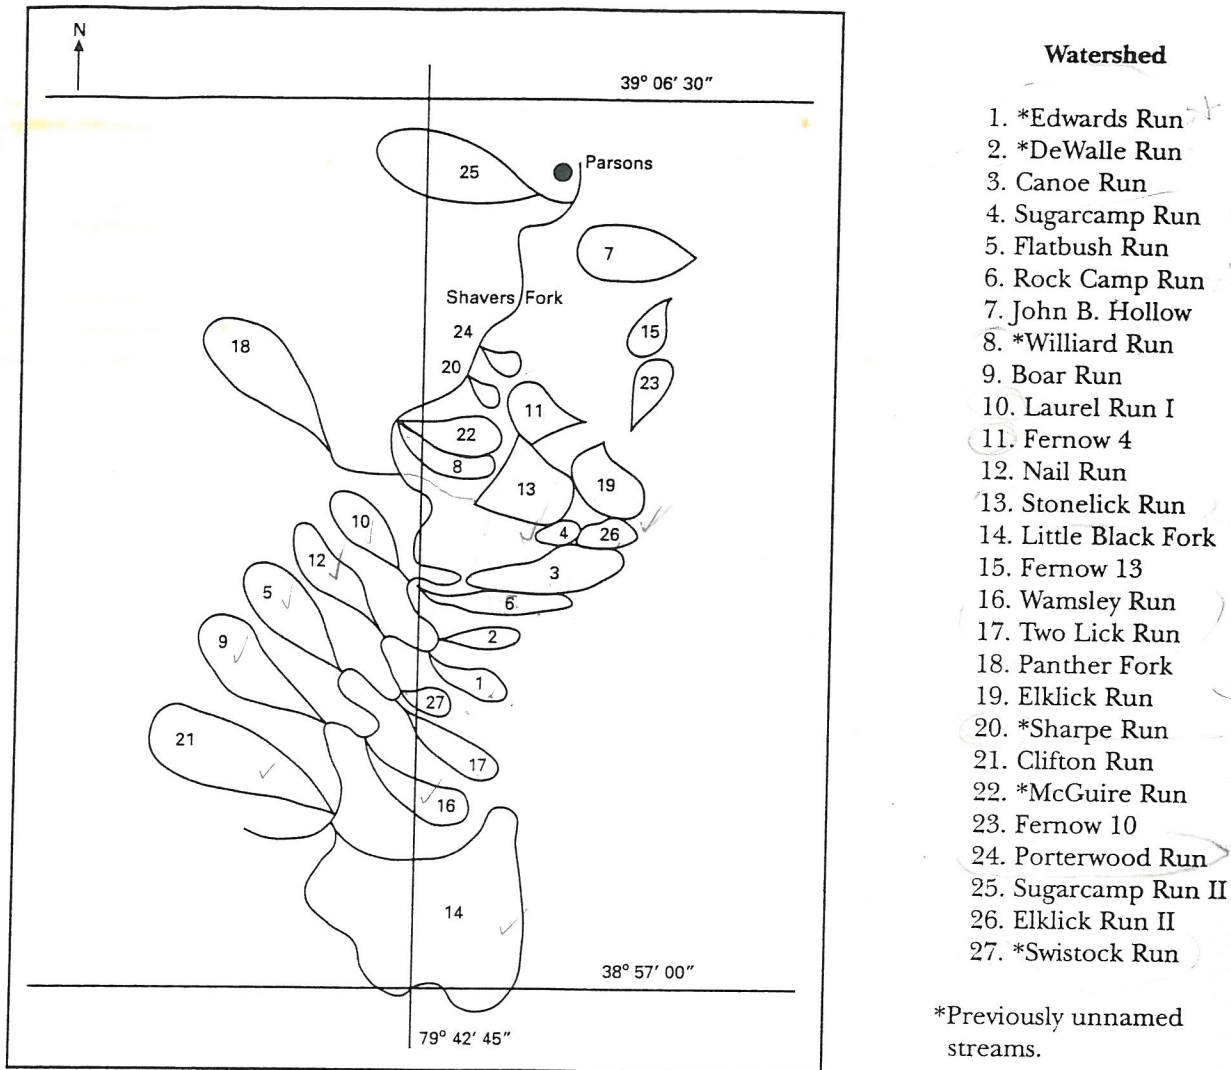 N
39° 06′ 30″
25
Parsons
7
Shavers Fork
24
15
18
20
23
11
22
8
13
19
10
4
26
12
3
5
6
2
9
1
27
21
17
16
14
38° 57′ 00″
79° 42′ 45″
Watershed
1. *Edwards Run
2. *DeWalle Run
3. Canoe Run
4. Sugarcamp Run
5. Flatbush Run
6. Rock Camp Run
7. John B. Hollow
8. *Williard Run
9. Boar Run
10. Laurel Run I
11. Fernow 4
12. Nail Run
13. Stonelick Run
14. Little Black Fork
15. Fernow 13
16. Wamsley Run
17. Two Lick Run
18. Panther Fork
19. Elklick Run
20. *Sharpe Run
21. Clifton Run
22. *McGuire Run
23. Fernow 10
24. Porterwood Run
25. Sugarcamp Run II
26. Elklick Run II
27. *Swistock Run
*Previously unnamed
streams.